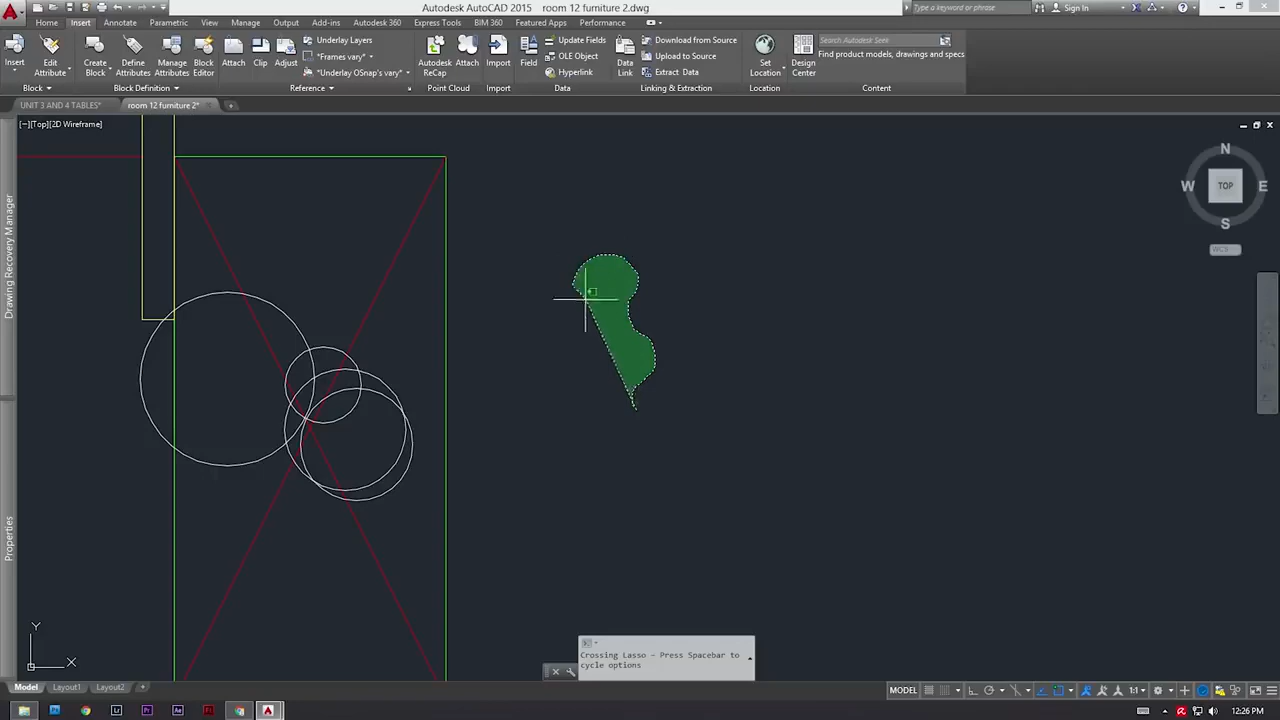 Autodesk AutoCAD 2015 room 12 furniture 2.dwg
Type a keyword or phrase
Sign In
Home Insert Annotate Parametric View Manage Output Add-ins Autodesk 360 Express Tools BIM 360 Featured Apps Performance
Insert
Edit
Attribute
Create
Block
Define
Attributes
Manage
Attributes
Block
Editor
Attach
Clip
Adjust
Underlay Layers
*Frames vary*
*Underlay OSnaps vary*
Autodesk
ReCap
Attach
Import
Field
Update Fields
OLE Object
Hyperlink
Data
Link
Download from Source
Upload to Source
Extract Data
Set
Location
Design
Center
Search Autodesk Seek
Find product models, drawings and specs
Block Block Definition Reference Point Cloud Import Data Linking & Extraction Location Content
UNIT 3 AND 4 TABLES* room 12 furniture 2*
[−][Top][2D Wireframe]
Drawing Recovery Manager
Properties
N
W TOP E
S
WCS
Y
X
Crossing Lasso - Press Spacebar to
cycle options
Model Layout1 Layout2
MODEL 1:1
12:26 PM